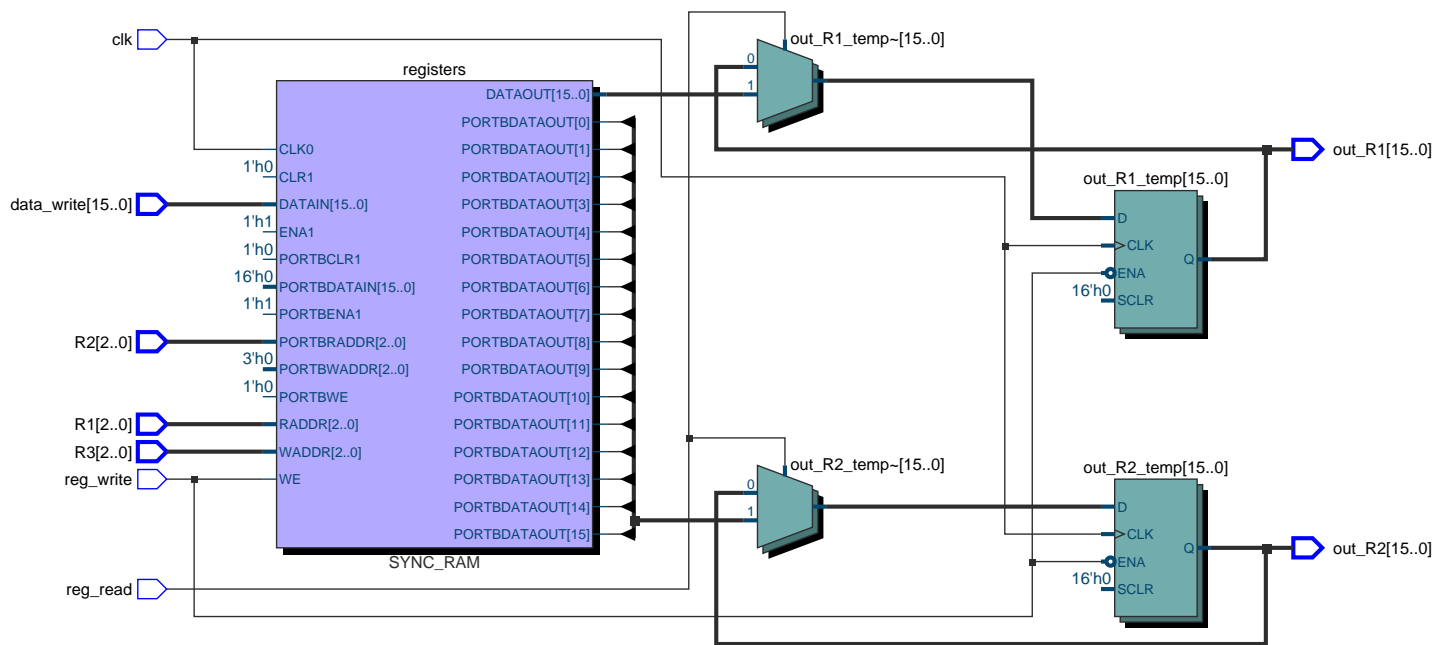 clk
data_write[15..0]
R2[2..0]
R1[2..0]
R3[2..0]
reg_write
reg_read
registers
1'h0
1'h1
1'h0
16'h0
1'h1
3'h0
1'h0
CLK0
CLR1
DATAIN[15..0]
ENA1
PORTBCLR1
PORTBDATAIN[15..0]
PORTBENA1
PORTBRADDR[2..0]
PORTBWADDR[2..0]
PORTBWE
RADDR[2..0]
WADDR[2..0]
WE
DATAOUT[15..0]
PORTBDATAOUT[0]
PORTBDATAOUT[1]
PORTBDATAOUT[2]
PORTBDATAOUT[3]
PORTBDATAOUT[4]
PORTBDATAOUT[5]
PORTBDATAOUT[6]
PORTBDATAOUT[7]
PORTBDATAOUT[8]
PORTBDATAOUT[9]
PORTBDATAOUT[10]
PORTBDATAOUT[11]
PORTBDATAOUT[12]
PORTBDATAOUT[13]
PORTBDATAOUT[14]
PORTBDATAOUT[15]
SYNC_RAM
out_R1_temp~[15..0]
0
1
out_R1_temp[15..0]
D
CLK
ENA
16'h0
SCLR
Q
out_R1[15..0]
out_R2_temp~[15..0]
0
1
out_R2_temp[15..0]
D
CLK
ENA
16'h0
SCLR
Q
out_R2[15..0]